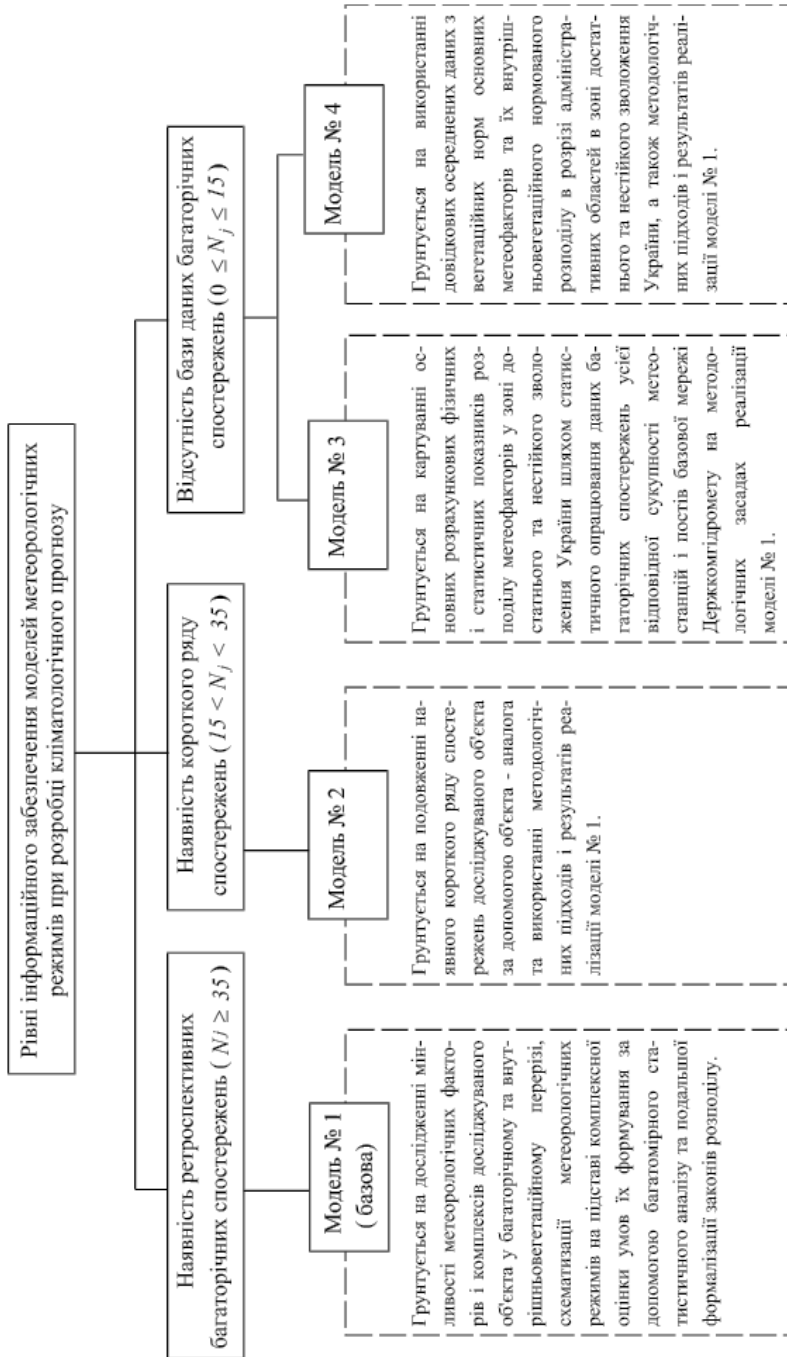 Рівні інформаційного забезпечення моделей метеорологічних
режимів при розробці кліматологічного прогнозу
Наявність ретроспективних
багаторічних спостережень ( Nj ≥ 35 )
Наявність короткого ряду
спостережень ( 15 < Nj < 35 )
Відсутність бази даних багаторічних
спостережень ( 0 ≤ Nj ≤ 15 )
Модель № 1
( базова)
Грунтується на дослідженні мін-
ливості метеорологічних факто-
рів і комплексів досліджуваного
об'єкта у багаторічному та внут-
рішньовегетаційному перерізі,
схематизації метеорологічних
режимів на підставі комплексної
оцінки умов їх формування за
допомогою багатомірного ста-
тистичного аналізу та подальшої
формалізації законів розподілу.
Модель № 2
Грунтується на подовженні на-
явного короткого ряду спосте-
режень досліджуваного об'єкта
за допомогою об'єкта - аналога
та використанні методологіч-
них підходів і результатів реа-
лізації моделі № 1.
Модель № 3
Грунтується на картуванні ос-
новних розрахункових фізичних
і статистичних показників роз-
поділу метеофакторів у зоні до-
статнього та нестійкого зволо-
ження України шляхом статис-
тичного опрацювання даних ба-
гаторічних спостережень усієї
відповідної сукупності метео-
станцій і постів базової мережі
Держкомгідромету на методо-
логічних засадах реалізації
моделі № 1.
Модель № 4
Грунтується на використанні
довідкових осереднених даних з
вегетаційних норм основних
метеофакторів та їх внутріш-
ньовегетаційного нормованого
розподілу в розрізі адміністра-
тивних областей в зоні достат-
нього та нестійкого зволоження
України, а також методологіч-
них підходів і результатів реалі-
зації моделі № 1.